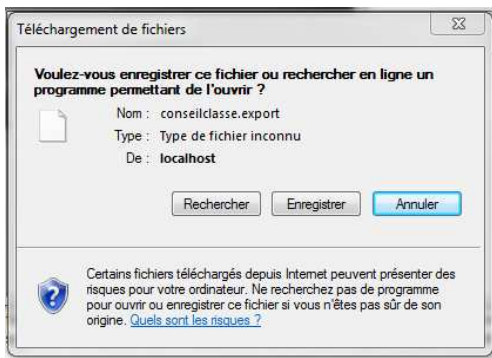 Téléchargement de fichiers
Voulez-vous enregistrer ce fichier ou rechercher en ligne un
programme permettant de l'ouvrir ?
Nom : conseilclasse.export
Type : Type de fichier inconnu
De : localhost
Rechercher Enregistrer Annuler
Certains fichiers téléchargés depuis Internet peuvent présenter des
risques pour votre ordinateur. Ne recherchez pas de programme
pour ouvrir ou enregistrer ce fichier si vous n'êtes pas sûr de son
origine. Quels sont les risques ?